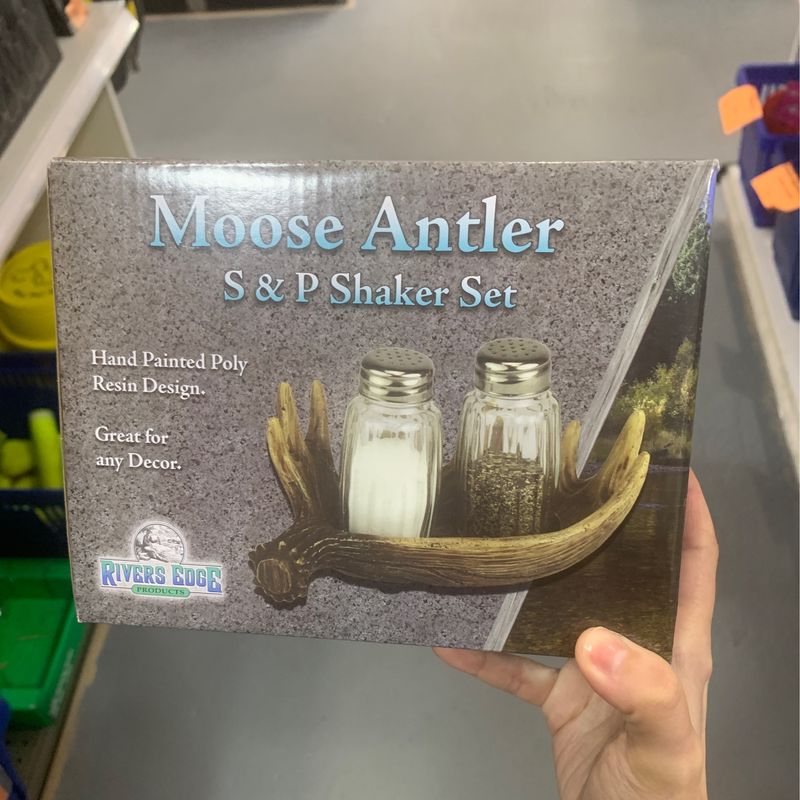 Moose Antler
S & P Shaker Set
Hand Painted Poly
Resin Design.
Great for
any Decor.
RIVERS EDGE
PRODUCTS